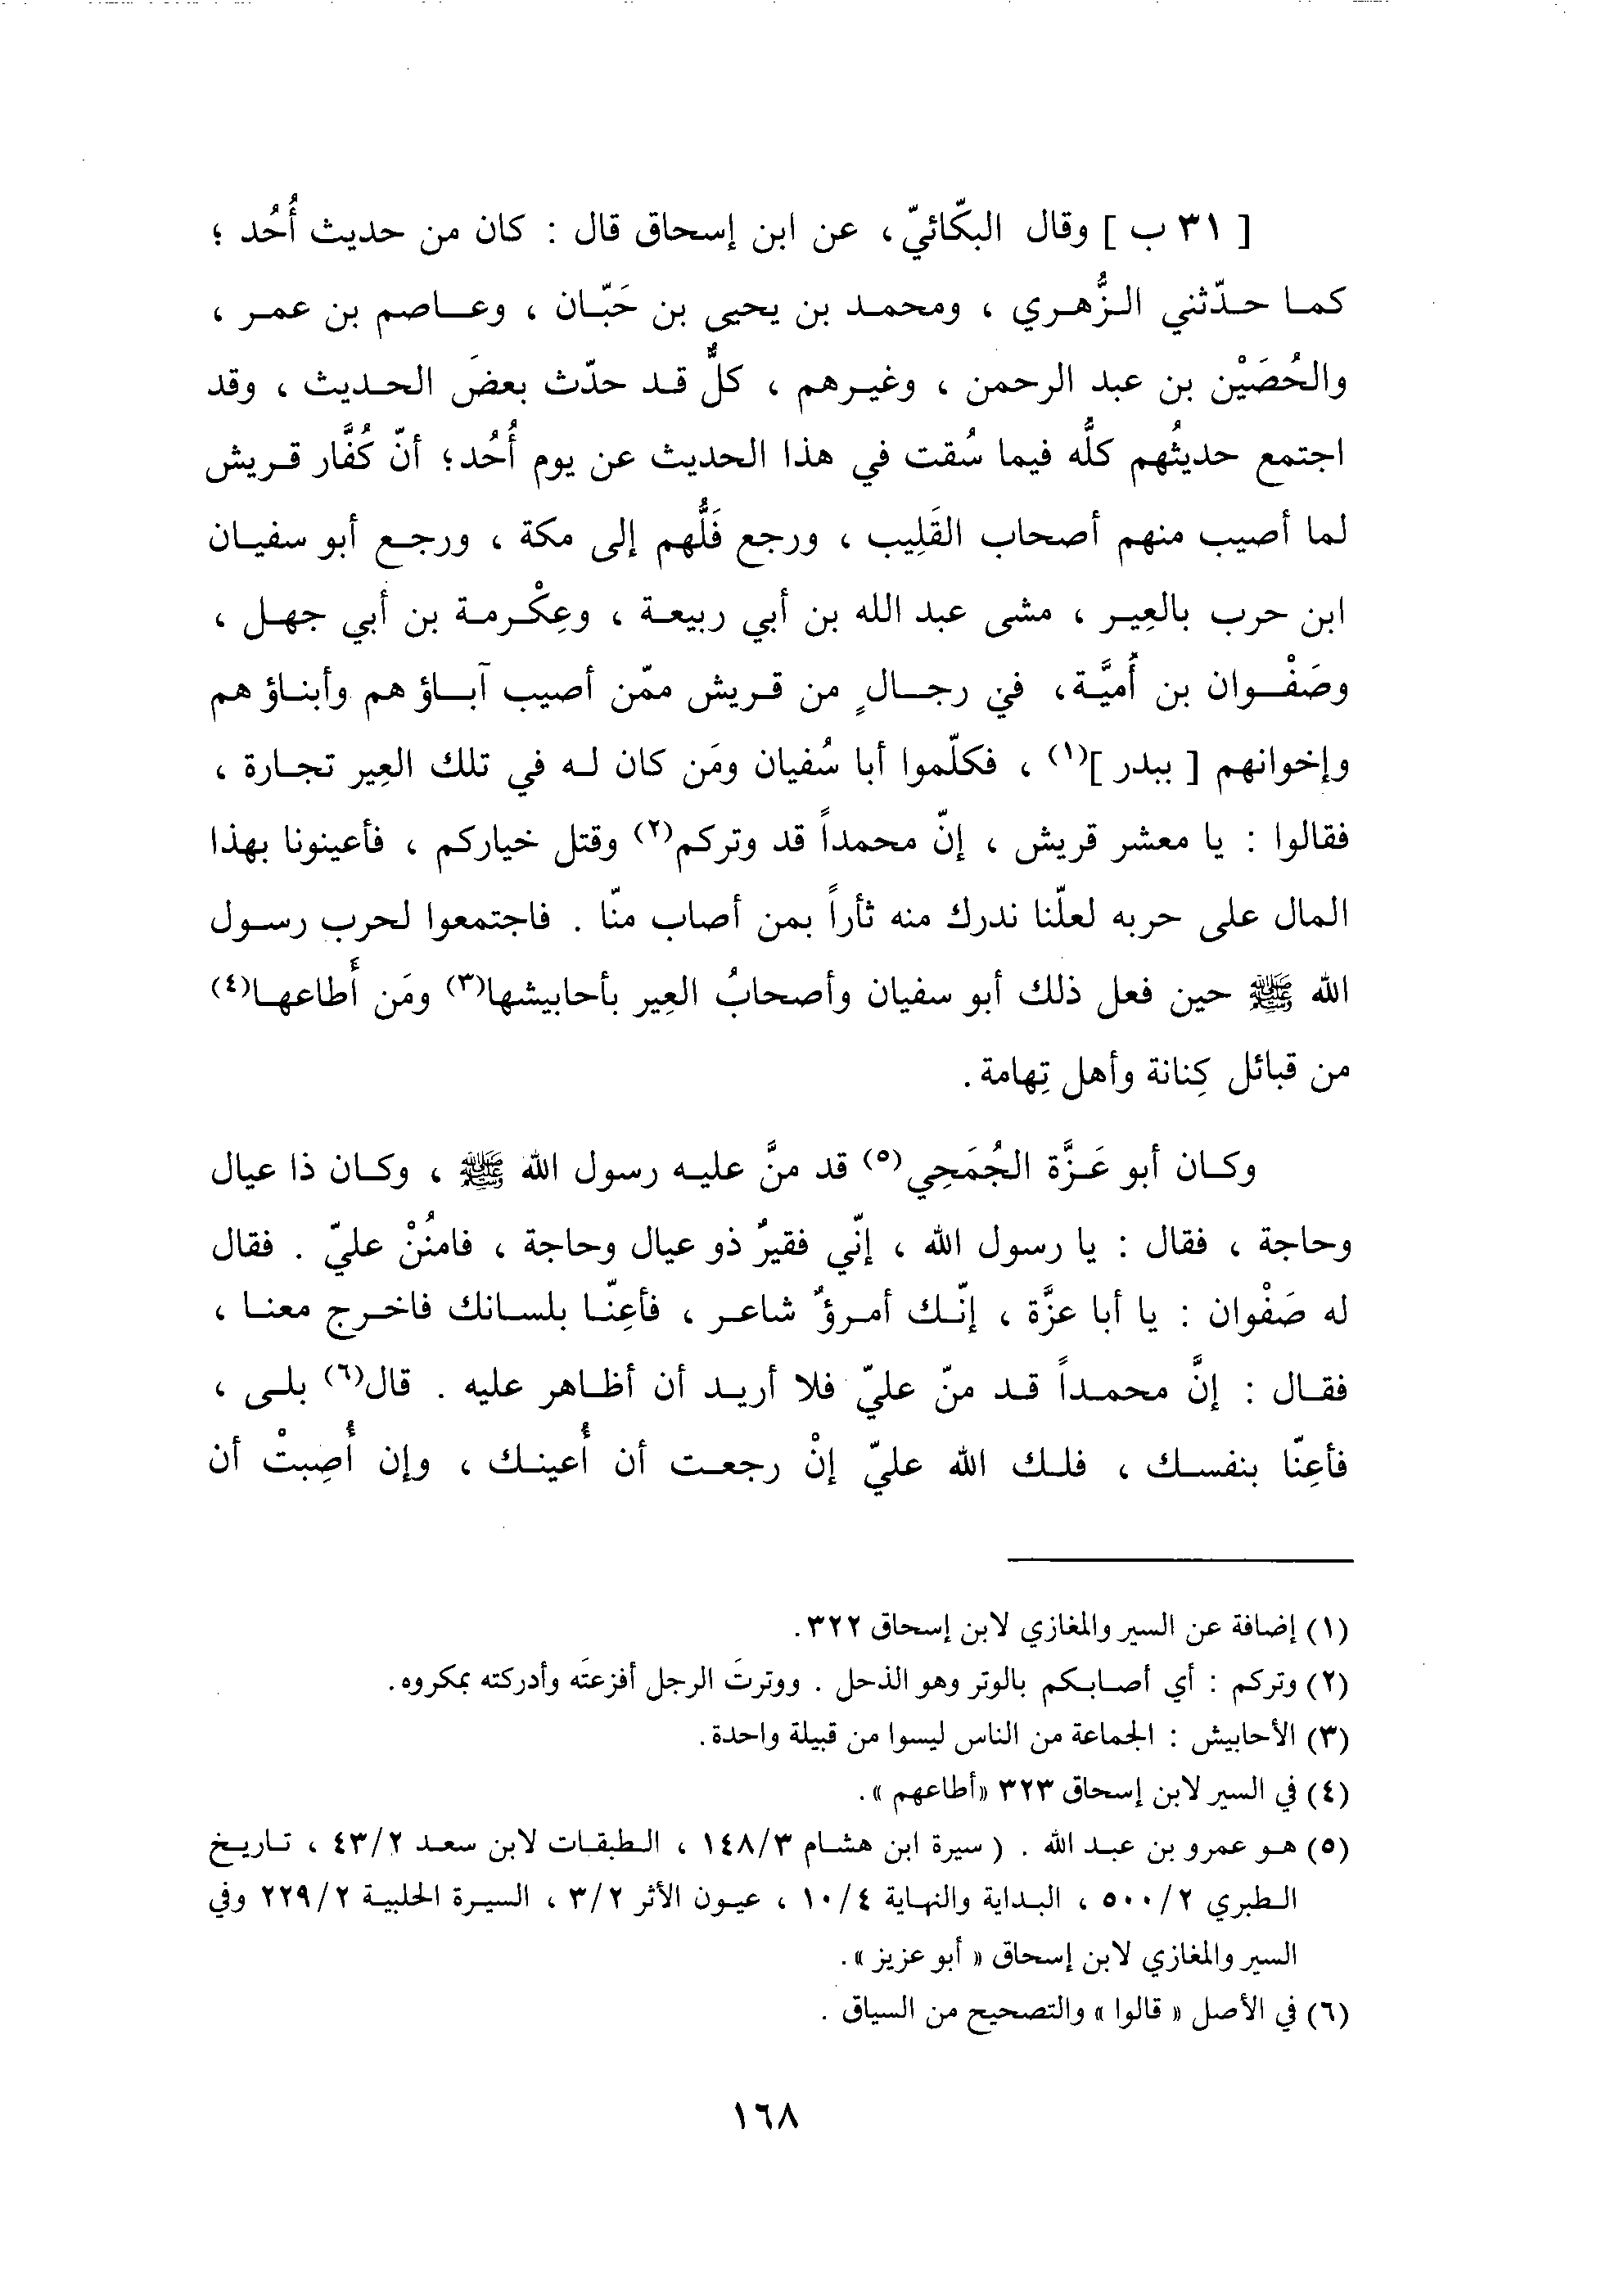 [ ٣١ ب ] وقال البكّائيّ، عن ابن إسحاق قال : كان من حديث أُحُد ؛
كما حدّثني الزُّهري ، ومحمد بن يحيى بن حَبّان ، وعاصم بن عمر ،
والحُصَيْن بن عبد الرحمن ، وغيرهم ، كلٌّ قد حدّث بعضَ الحديث ، وقد
اجتمع حديثُهم كلُّه فيما سُقت في هذا الحديث عن يوم أُحُد؛ أنّ كُفَّار قريش
لما أصيب منهم أصحاب القَلِيب ، ورجع فَلُّهم إلى مكة ، ورجع أبو سفيان
ابن حرب بالعِير ، مشى عبد الله بن أبي ربيعة ، وعِكْرمة بن أبي جهل ،
وصَفْوان بن أُميَّة، في رجالٍ من قريش ممّن أصيب آباؤهم وأبناؤهم
وإخوانهم [ ببدر ](١) ، فكلّموا أبا سُفيان ومَن كان له في تلك العِير تجارة ،
فقالوا : يا معشر قريش ، إنّ محمداً قد وتركم(٢) وقتل خياركم ، فأعينونا بهذا
المال على حربه لعلّنا ندرك منه ثأراً بمن أصاب منّا . فاجتمعوا لحرب رسول
الله ﷺ حين فعل ذلك أبو سفيان وأصحابُ العِير بأحابيشها(٣) ومَن أَطاعها(٤)
من قبائل كِنانة وأهل تِهامة .
وكان أبو عَزَّة الجُمَحِي(٥) قد منَّ عليه رسول الله ﷺ ، وكان ذا عيال
وحاجة ، فقال : يا رسول الله ، إنّي فقيرٌ ذو عيال وحاجة ، فامنُنْ عليّ . فقال
له صَفْوان : يا أبا عزَّة ، إنّك أمرؤٌ شاعر ، فأعِنّا بلسانك فاخرج معنا ،
فقال : إنَّ محمداً قد منّ عليّ فلا أريد أن أظاهر عليه . قال(٦) بلى ،
فأعِنّا بنفسك ، فلك الله عليّ إنْ رجعت أن أُعينك ، وإن أُصِبتْ أن
(١) إضافة عن السير والمغازي لابن إسحاق ٣٢٢ .
(٢) وتركم : أي أصابكم بالوتر وهو الذحل . ووترتَ الرجل أفزعتَه وأدركته بمكروه .
(٣) الأحابيش : الجماعة من الناس ليسوا من قبيلة واحدة .
(٤) في السير لابن إسحاق ٣٢٣ «أطاعهم » .
(٥) هو عمرو بن عبد الله . ( سيرة ابن هشام ١٤٨/٣ ، الطبقات لابن سعد ٤٣/٢ ، تاريخ
الطبري ٥٠٠/٢ ، البداية والنهاية ١٠/٤ ، عيون الأثر ٣/٢ ، السيرة الحلبية ٢٢٩/٢ وفي
السير والمغازي لابن إسحاق « أبو عزيز » .
(٦) في الأصل « قالوا » والتصحيح من السياق .
١٦٨